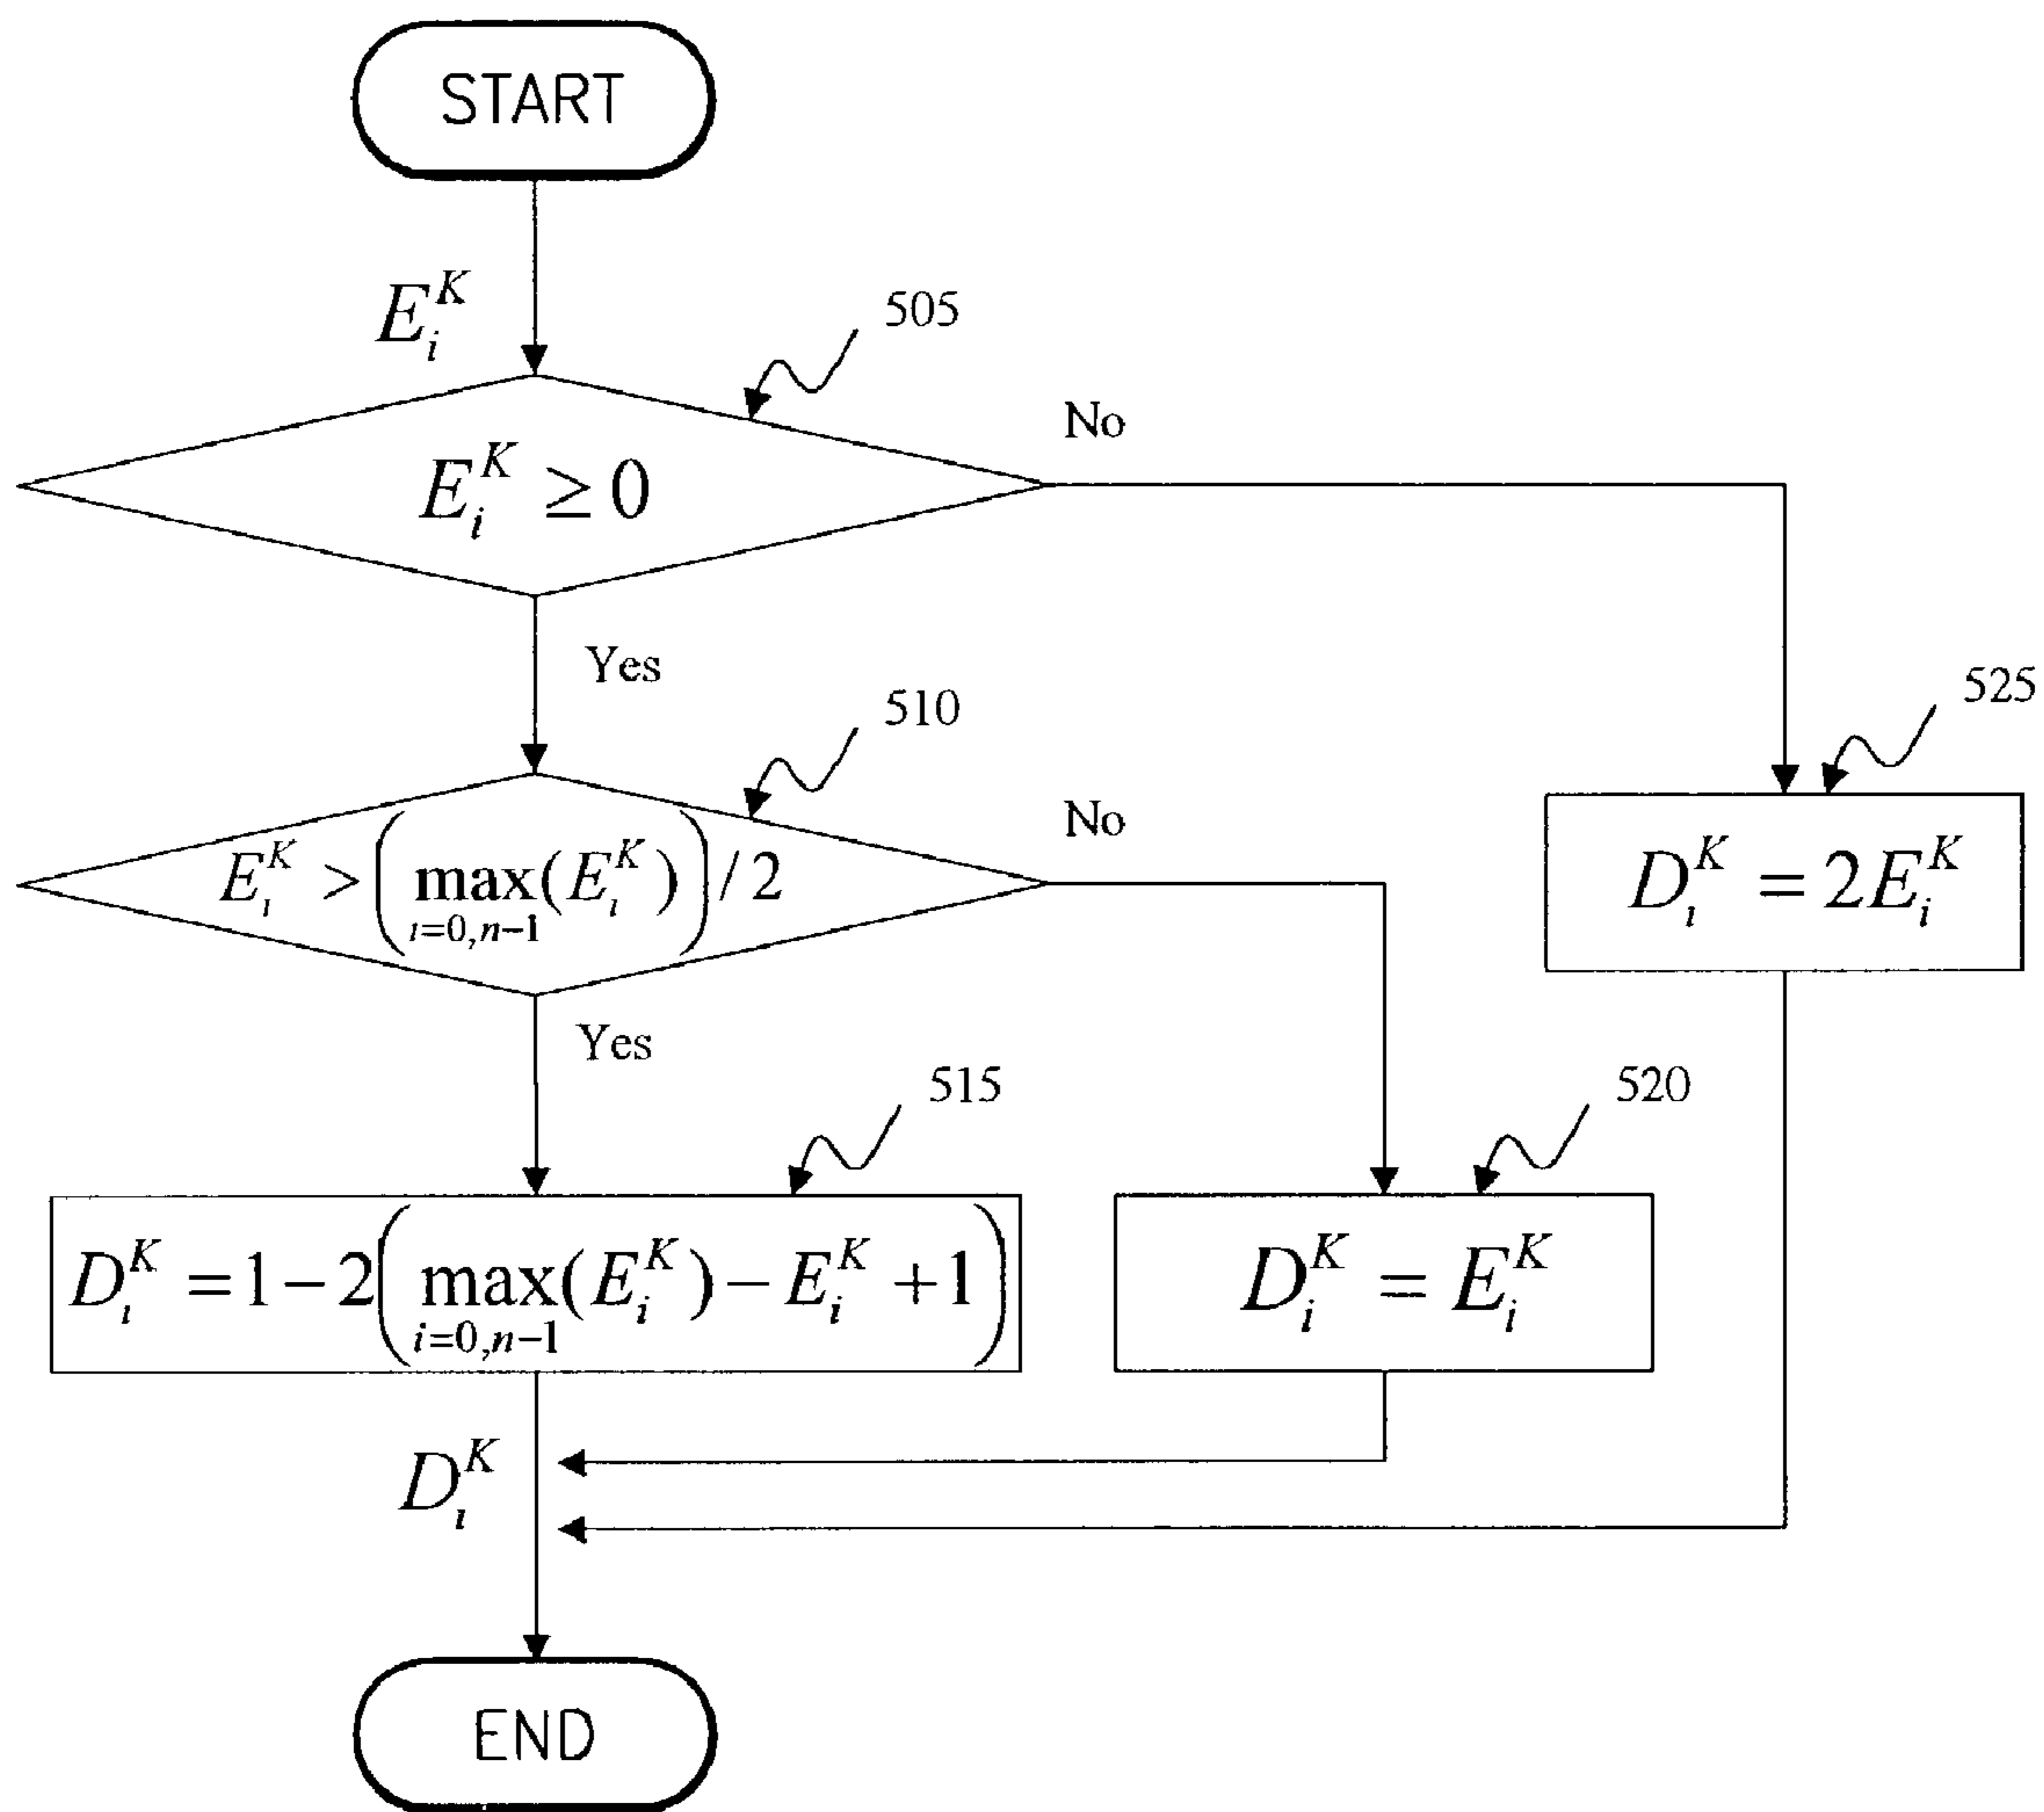 START
E_i^K
505
E_i^K ≥ 0
No
Yes
510
525
E_i^K > ( max_{i=0,n-1} (E_i^K) ) / 2
No
D_i^K = 2E_i^K
Yes
515
520
D_i^K = 1 - 2( max_{i=0,n-1} (E_i^K) - E_i^K + 1 )
D_i^K = E_i^K
D_i^K
END